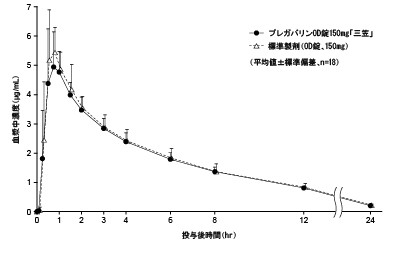 プレガバリンOD錠150mg「三笠」
標準製剤(OD錠、150mg)
(平均値±標準偏差、n=18)
血漿中濃度(μg/mL)
7
6
5
4
3
2
1
0
0 1 2 3 4 6 8 12 24
投与後時間(hr)